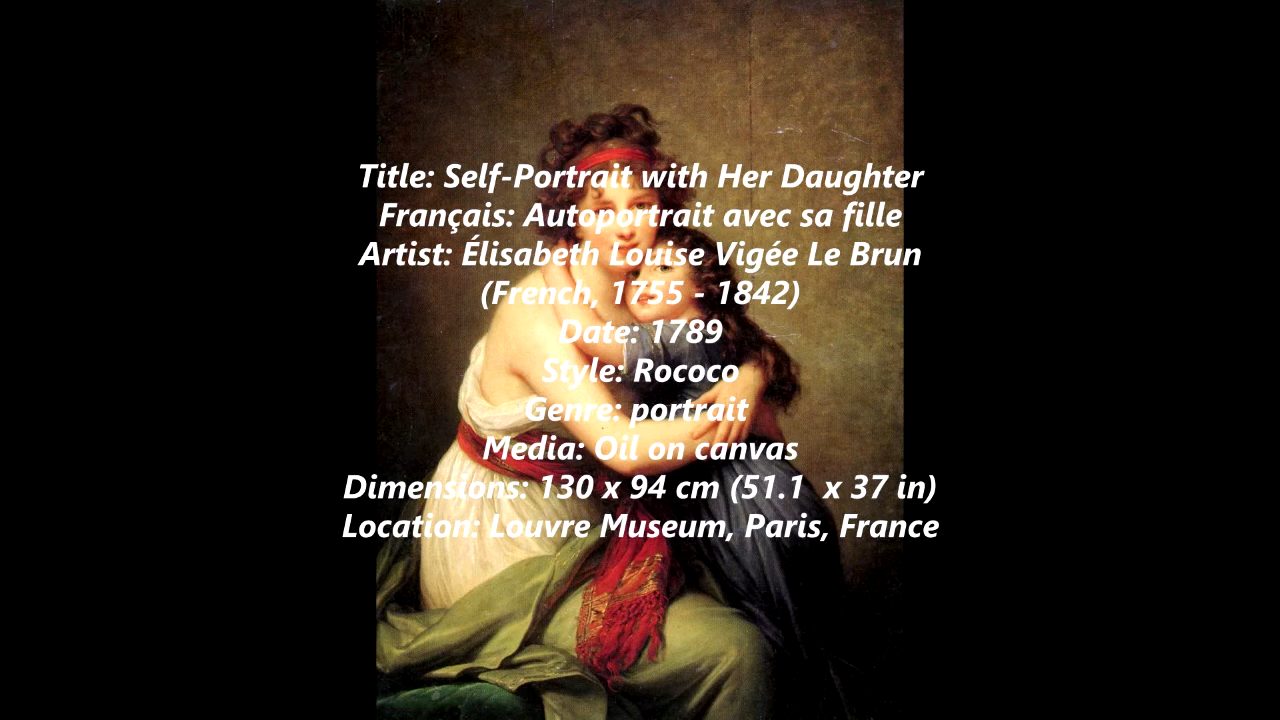 Title: Self-Portrait with Her Daughter
Français: Autoportrait avec sa fille
Artist: Élisabeth Louise Vigée Le Brun
(French, 1755 - 1842)
Date: 1789
Style: Rococo
Genre: portrait
Media: Oil on canvas
Dimensions: 130 x 94 cm (51.1  x 37 in)
Location: Louvre Museum, Paris, France